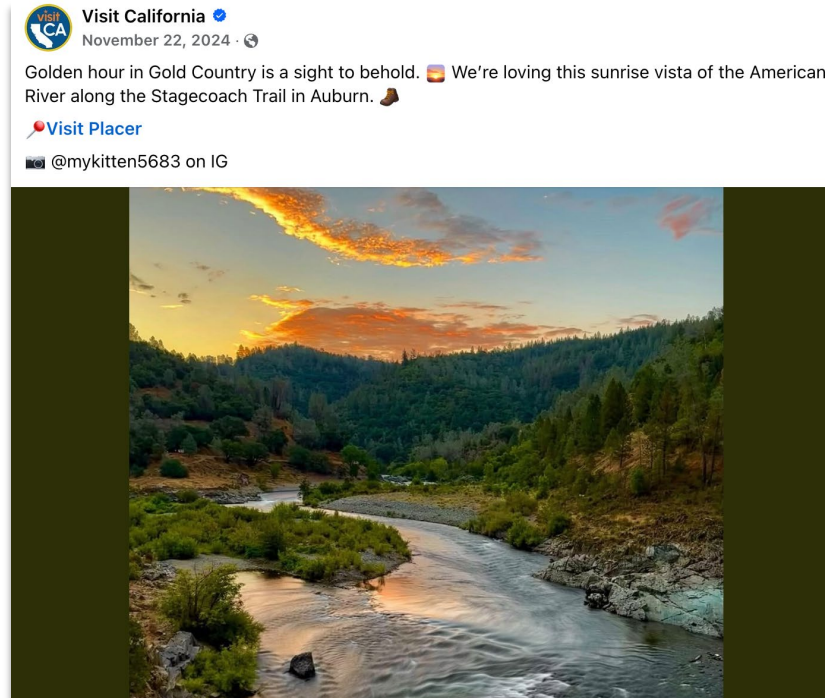 visit
CA
Visit California
November 22, 2024 ·
Golden hour in Gold Country is a sight to behold. 🌅 We’re loving this sunrise vista of the American
River along the Stagecoach Trail in Auburn. 🥾
📍Visit Placer
📷 @mykitten5683 on IG